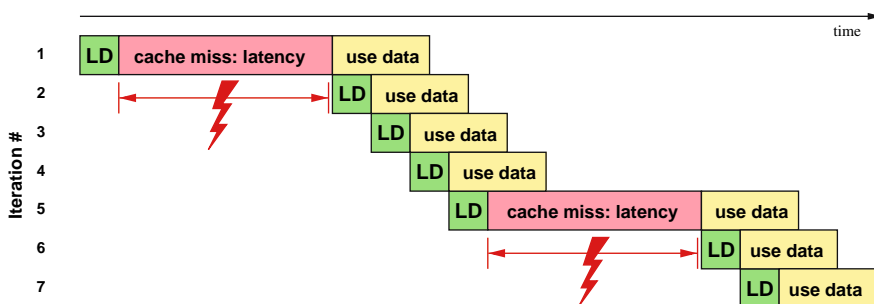 time
1 LD cache miss: latency use data
2 LD use data
3 LD use data
4 LD use data
5 LD cache miss: latency use data
6 LD use data
7 LD use data
Iteration #